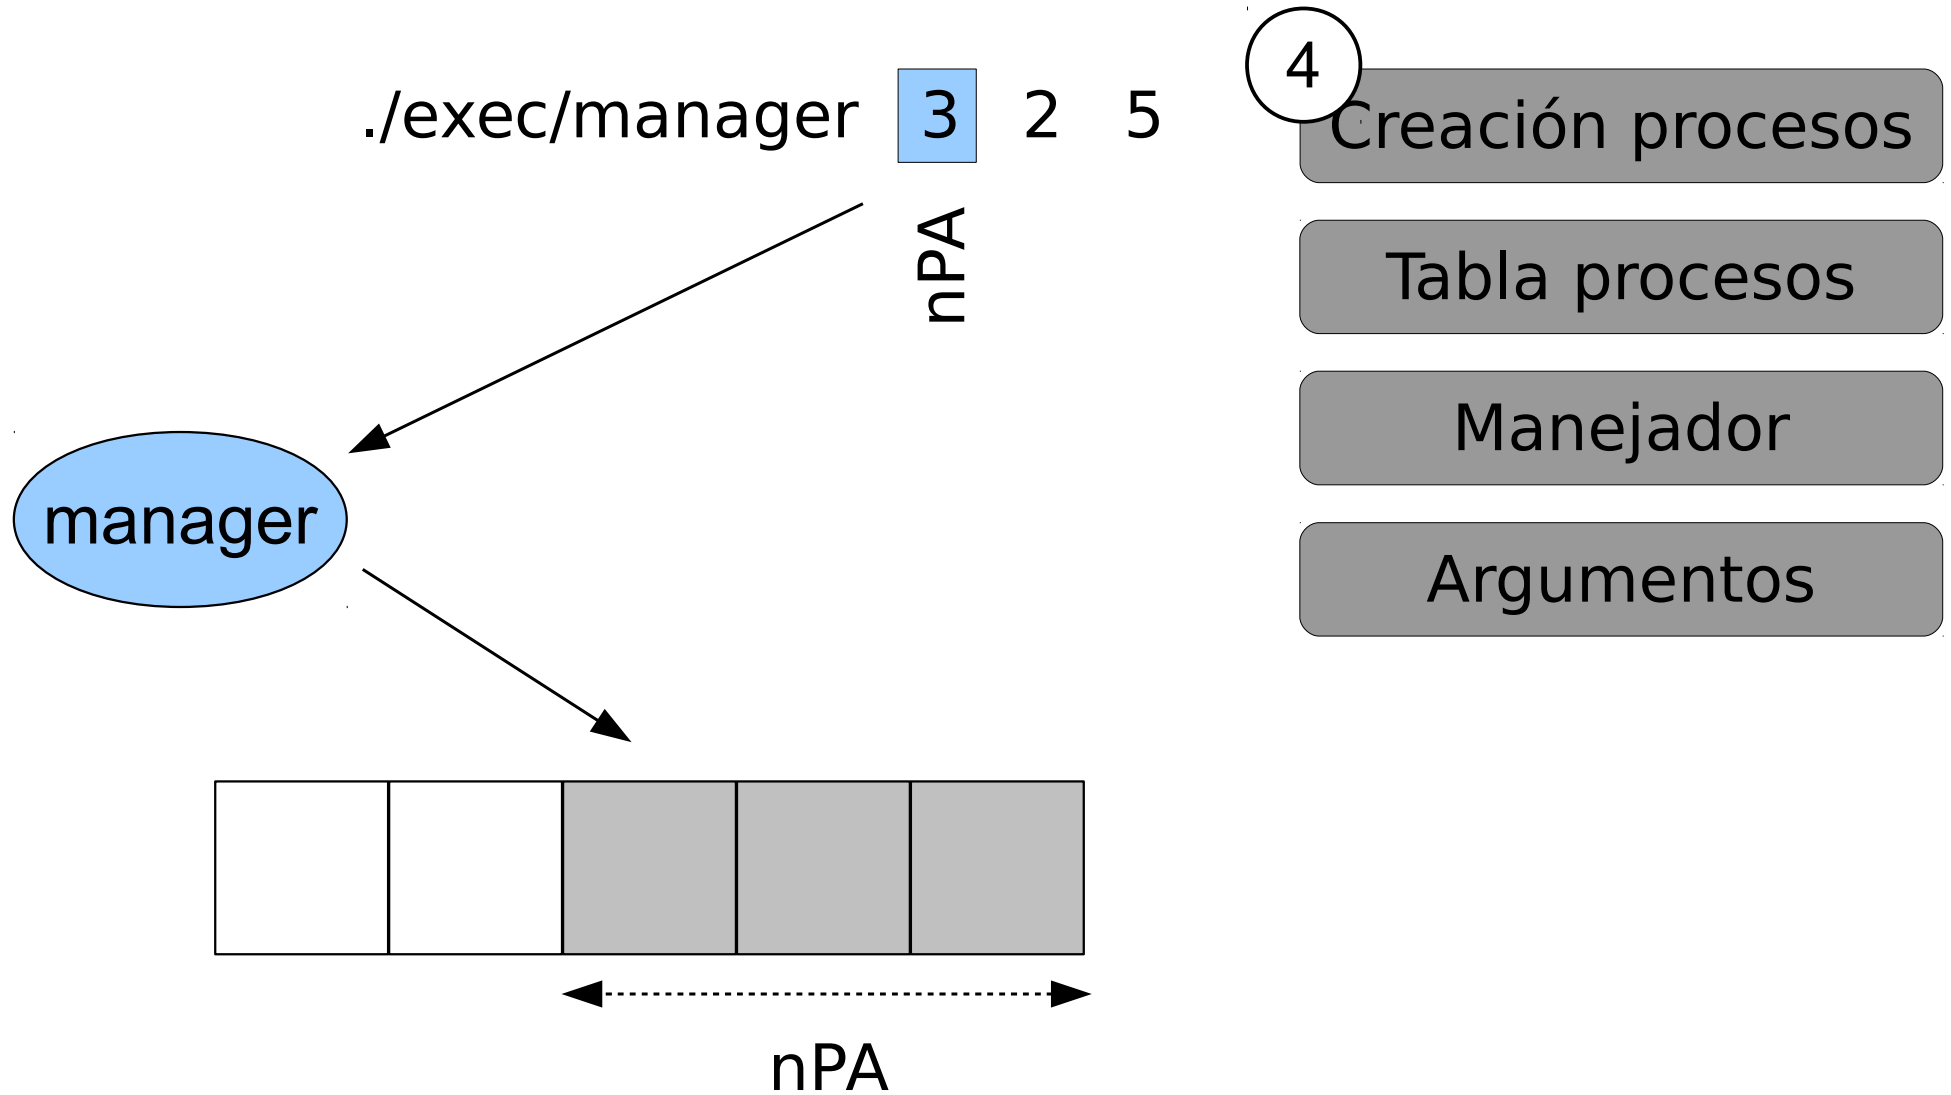 ./exec/manager 3 2 5
nPA
4
Creación procesos
Tabla procesos
Manejador
Argumentos
manager
nPA